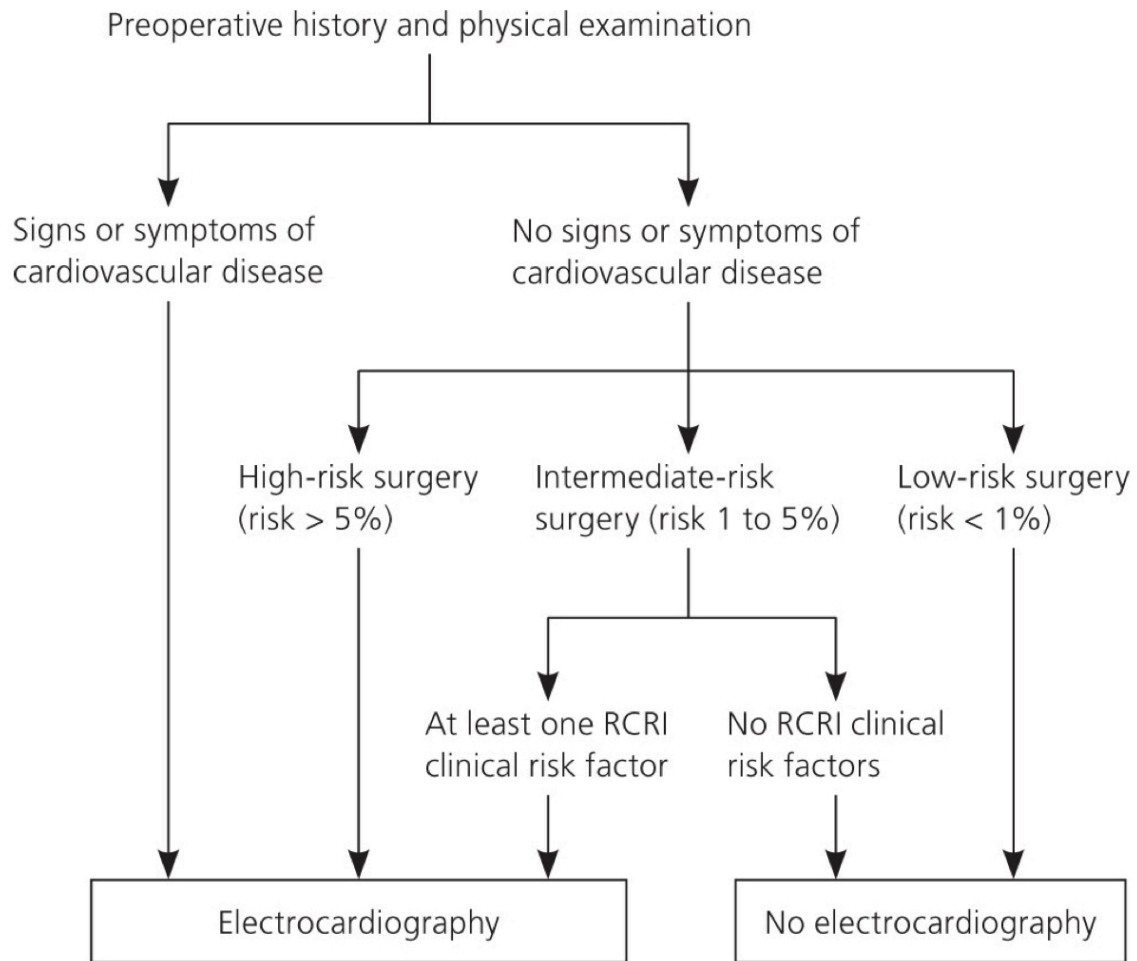 Preoperative history and physical examination
Signs or symptoms of
cardiovascular disease
No signs or symptoms of
cardiovascular disease
High-risk surgery
(risk > 5%)
Intermediate-risk
surgery (risk 1 to 5%)
Low-risk surgery
(risk < 1%)
At least one RCRI
clinical risk factor
No RCRI clinical
risk factors
Electrocardiography
No electrocardiography